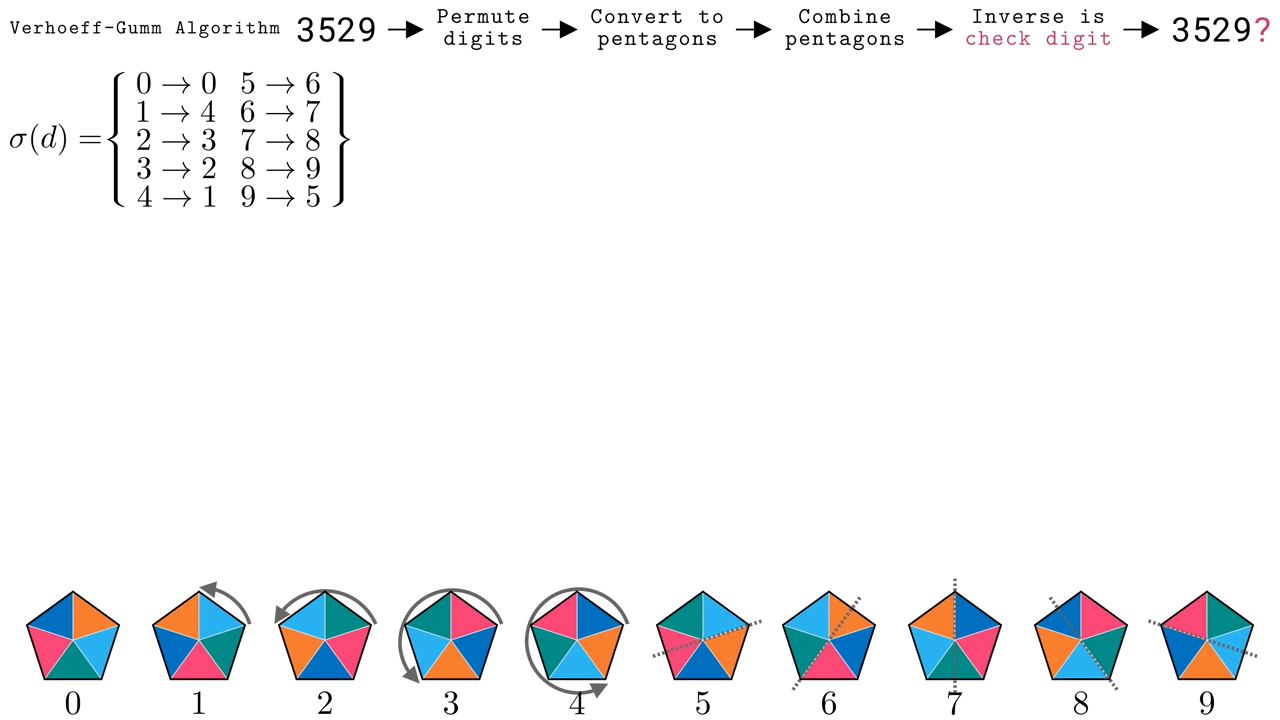 Verhoeff-Gumm Algorithm 3529 → Permute digits → Convert to pentagons → Combine pentagons → Inverse is check digit → 3529?
σ(d) = { 0 → 0 5 → 6
1 → 4 6 → 7
2 → 3 7 → 8
3 → 2 8 → 9
4 → 1 9 → 5 }
0 1 2 3 4 5 6 7 8 9